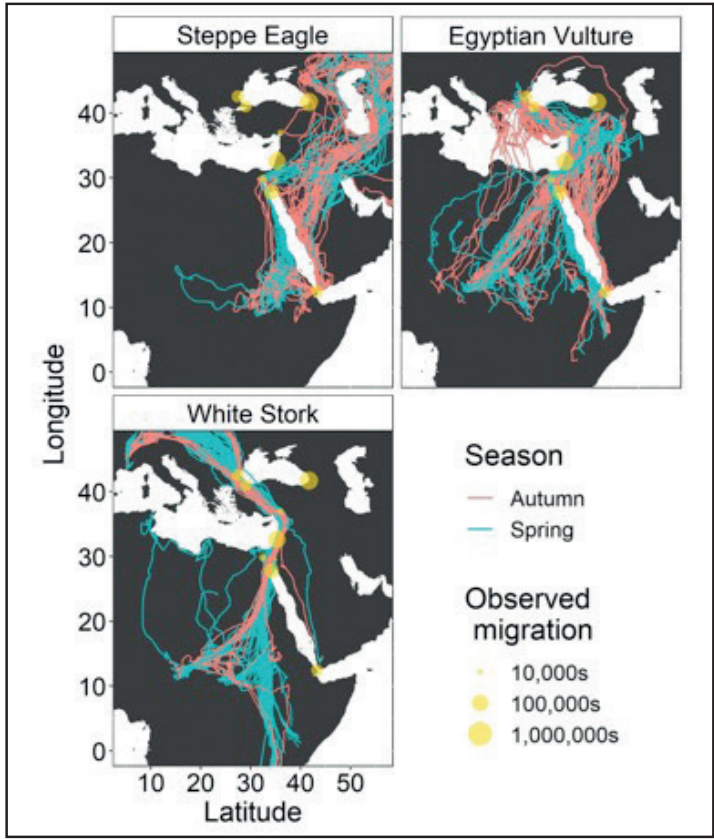 Steppe Eagle
Egyptian Vulture
40
30
20
10
0
White Stork
40
30
20
10
0
10 20 30 40 50
Longitude
Latitude
Season
Autumn
Spring
Observed
migration
10,000s
100,000s
1,000,000s